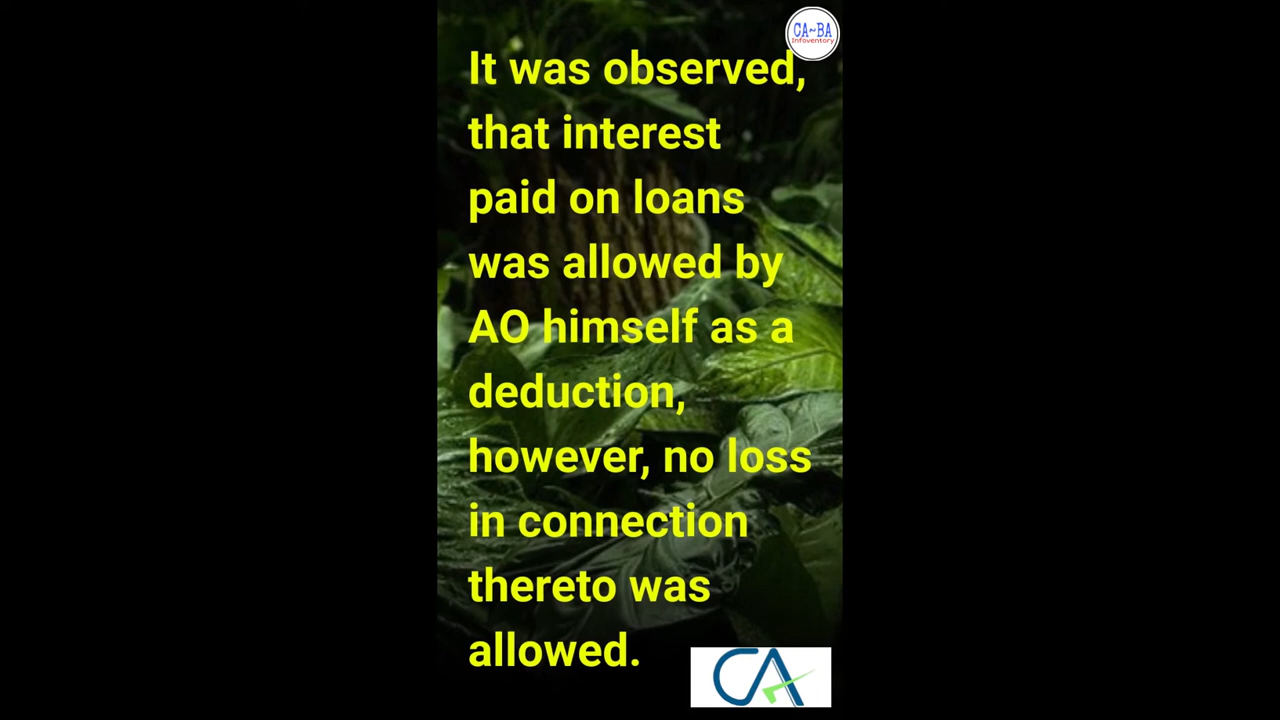 CA~BA
Infoventory
It was observed,
that interest
paid on loans
was allowed by
AO himself as a
deduction,
however, no loss
in connection
thereto was
allowed.
CA